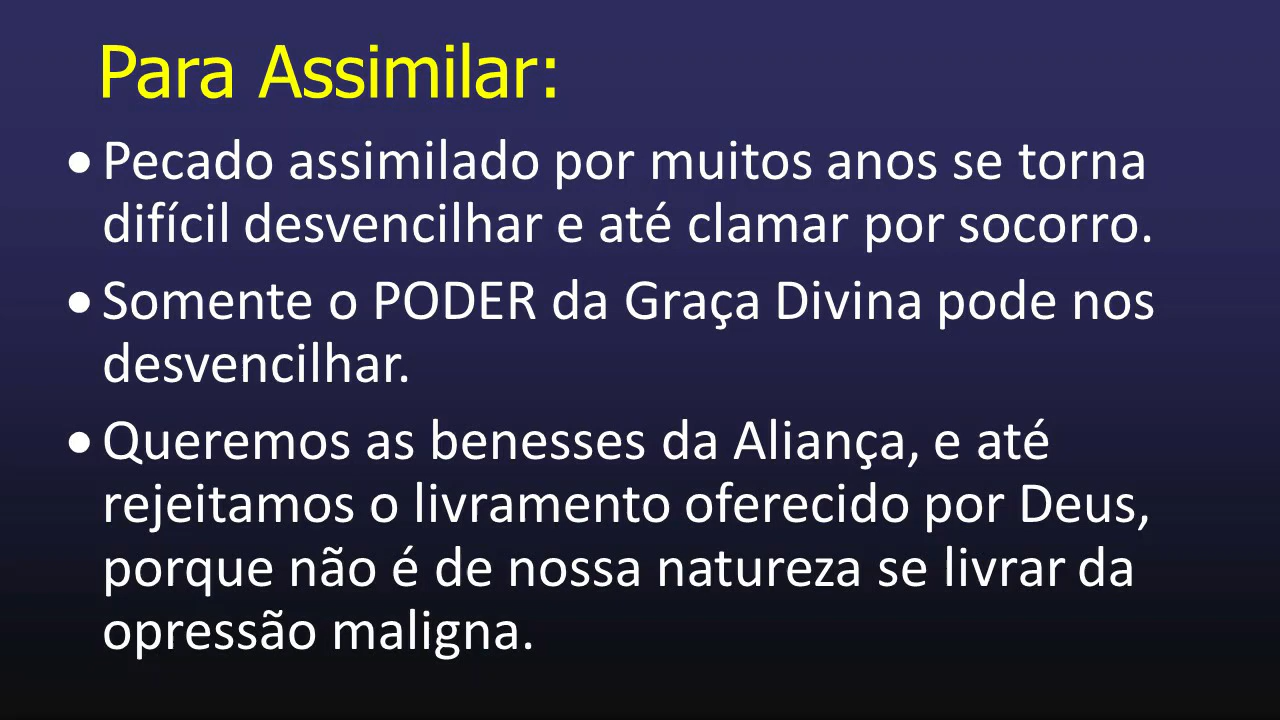 Para Assimilar:
• Pecado assimilado por muitos anos se torna
difícil desvencilhar e até clamar por socorro.
• Somente o PODER da Graça Divina pode nos
desvencilhar.
• Queremos as benesses da Aliança, e até
rejeitamos o livramento oferecido por Deus,
porque não é de nossa natureza se livrar da
opressão maligna.